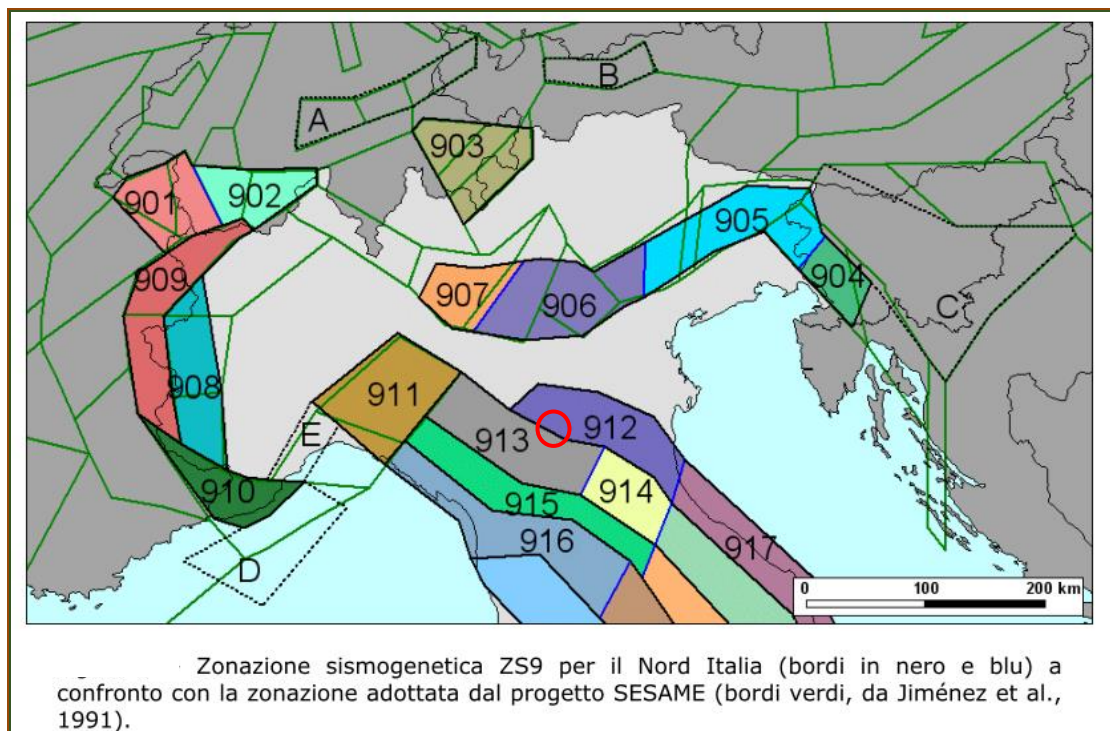 A
B
903
901
902
905
909
904
907
906
C
908
911
912
E
913
910
914
915
916
917
D
0 100 200 km
Zonazione sismogenetica ZS9 per il Nord Italia (bordi in nero e blu) a
confronto con la zonazione adottata dal progetto SESAME (bordi verdi, da Jiménez et al.,
1991).